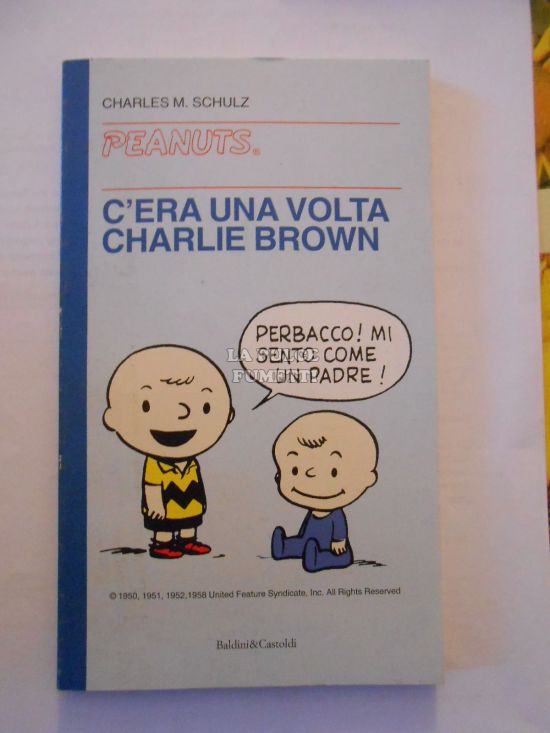 CHARLES M. SCHULZ
PEANUTS®
C'ERA UNA VOLTA
CHARLIE BROWN
PERBACCO! MI
SENTO COME
UN PADRE!
© 1950, 1951, 1952,1958 United Feature Syndicate, Inc. All Rights Reserved
Baldini&Castoldi